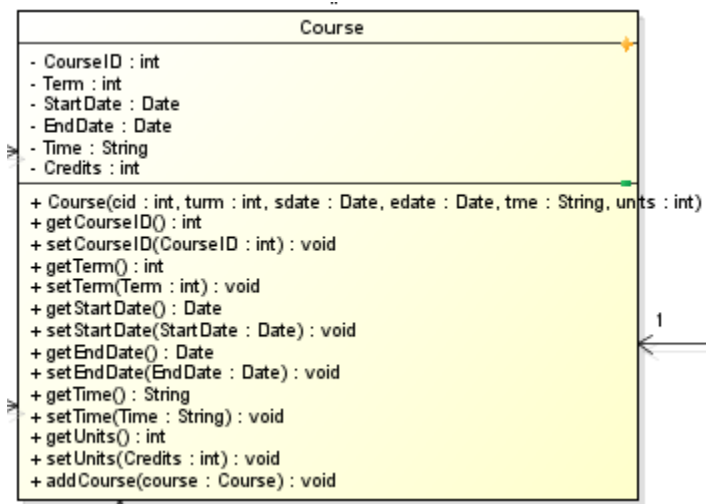 Course
- CourseID : int
- Term : int
- StartDate : Date
- EndDate : Date
- Time : String
- Credits : int
+ Course(cid : int, turm : int, sdate : Date, edate : Date, tme : String, units : int)
+ getCourseID() : int
+ setCourseID(CourseID : int) : void
+ getTerm() : int
+ setTerm(Term : int) : void
+ getStartDate() : Date
+ setStartDate(StartDate : Date) : void
+ getEndDate() : Date
+ setEndDate(EndDate : Date) : void
+ getTime() : String
+ setTime(Time : String) : void
+ getUnits() : int
+ setUnits(Credits : int) : void
+ addCourse(course : Course) : void
1